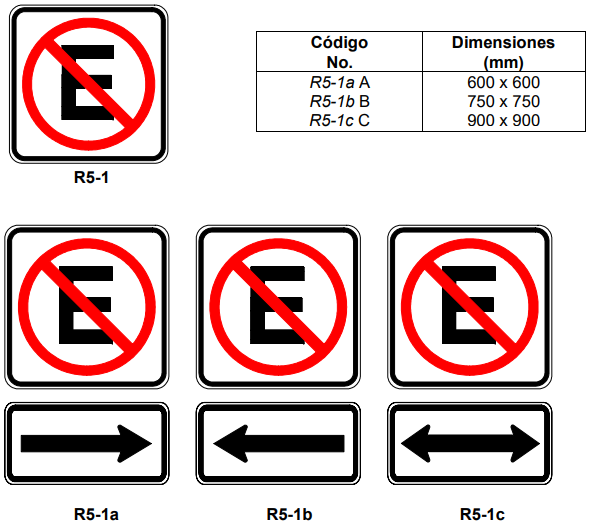 E
R5-1
Código Dimensiones
No. (mm)
R5-1a A 600 x 600
R5-1b B 750 x 750
R5-1c C 900 x 900
E E E
R5-1a R5-1b R5-1c